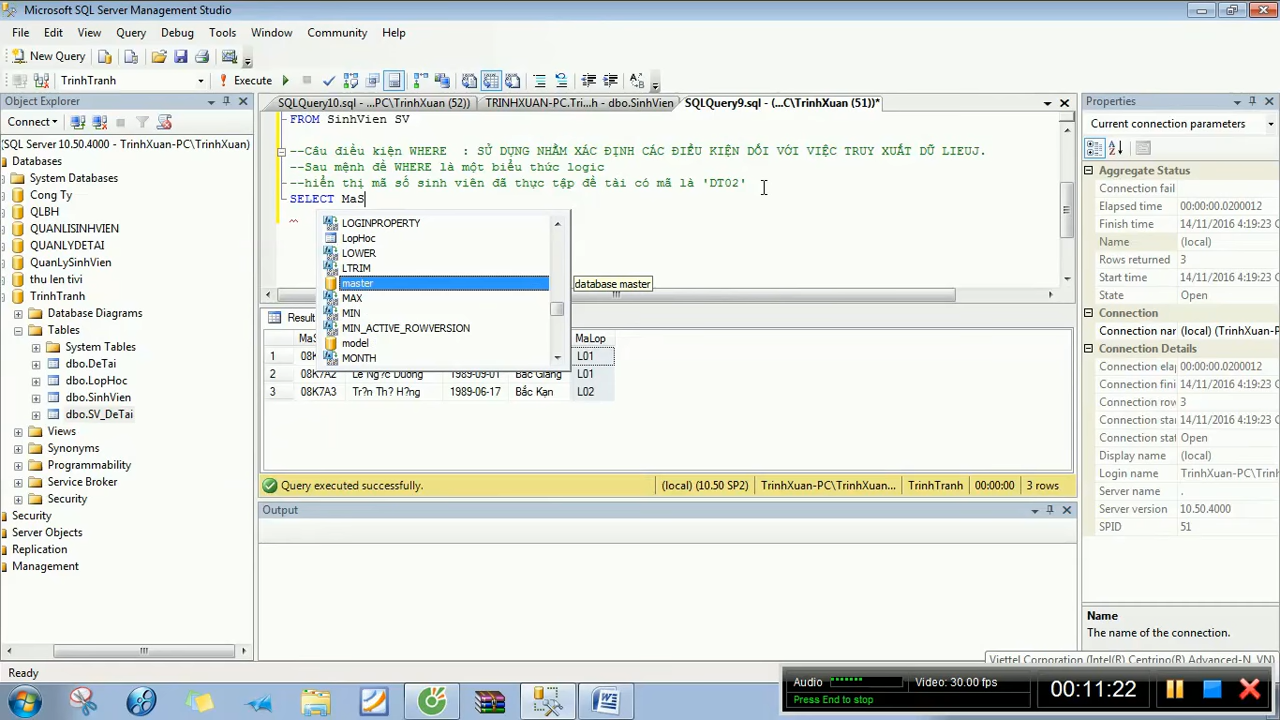 Microsoft SQL Server Management Studio
File Edit View Query Debug Tools Window Community Help
New Query
TrinhTranh Execute
Object Explorer
Connect
(SQL Server 10.50.4000 - TrinhXuan-PC\TrinhXuan)
Databases
System Databases
Cong Ty
QLBH
QUANLISINHVIEN
QUANLYDETAI
QuanLySinhVien
thu len tivi
TrinhTranh
Database Diagrams
Tables
System Tables
dbo.DeTai
dbo.LopHoc
dbo.SinhVien
dbo.SV_DeTai
Views
Synonyms
Programmability
Service Broker
Security
Security
Server Objects
Replication
Management
SQLQuery10.sql - ...PC\TrinhXuan (52)) TRINHXUAN-PC.Tri...h - dbo.SinhVien SQLQuery9.sql - (...C\TrinhXuan (51))*
FROM SinhVien SV
--Câu điều kiện WHERE : SỬ DỤNG NHẰM XÁC ĐỊNH CÁC ĐIỀU KIỆN DỐI VỚI VIỆC TRUY XUẤT DỮ LIEUJ.
--Sau mệnh đề WHERE là một biểu thức logic
--hiển thị mã số sinh viên đã thực tập đề tài có mã là 'DT02'
SELECT MaS
LOGINPROPERTY
LopHoc
LOWER
LTRIM
master
MAX
MIN
MIN_ACTIVE_ROWVERSION
model
MONTH
database master
Result
MaS MaLop
1 08K L01
2 08K7A2 Lê Ng?c Dương 1989-09-01 Bắc Giang L01
3 08K7A3 Tr?n Th? H?ng 1989-06-17 Bắc Kạn L02
Query executed successfully. (local) (10.50 SP2) TrinhXuan-PC\TrinhXuan... TrinhTranh 00:00:00 3 rows
Output
Properties
Current connection parameters
Aggregate Status
Connection fail
Elapsed time 00:00:00.0200012
Finish time 14/11/2016 4:19:23 C
Name (local)
Rows returned 3
Start time 14/11/2016 4:19:23 C
State Open
Connection
Connection nar (local) (TrinhXuan-P
Connection Details
Connection ela 00:00:00.0200012
Connection fini 14/11/2016 4:19:23 C
Connection row 3
Connection star 14/11/2016 4:19:23 C
Connection stat Open
Display name (local)
Login name TrinhXuan-PC\TrinhX
Server name .
Server version 10.50.4000
SPID 51
Name
The name of the connection.
Ready
Viettel Corporation (Intel(R) Centrino(R) Advanced-N, VN)
Audio Video: 30.00 fps
Press End to stop
00:11:22